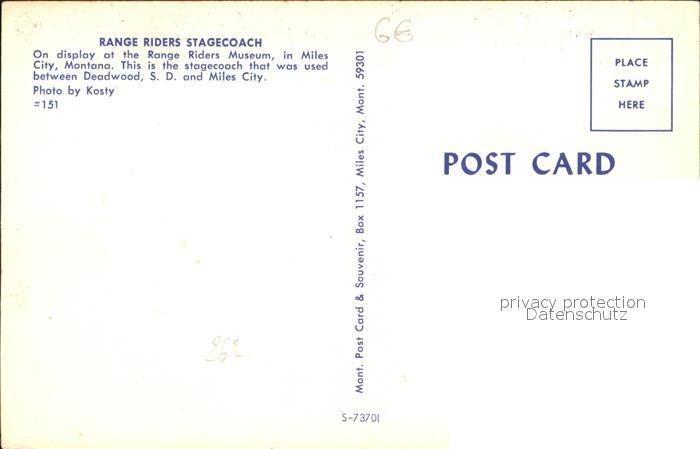 RANGE RIDERS STAGECOACH
On display at the Range Riders Museum, in Miles
City, Montana. This is the stagecoach that was used
between Deadwood, S. D. and Miles City.
Photo by Kosty
#151
Mont. Post Card & Souvenir, Box 1157, Miles City, Mont. 59301
S-73701
6€
PLACE
STAMP
HERE
POST CARD
privacy protection
Datenschutz
262